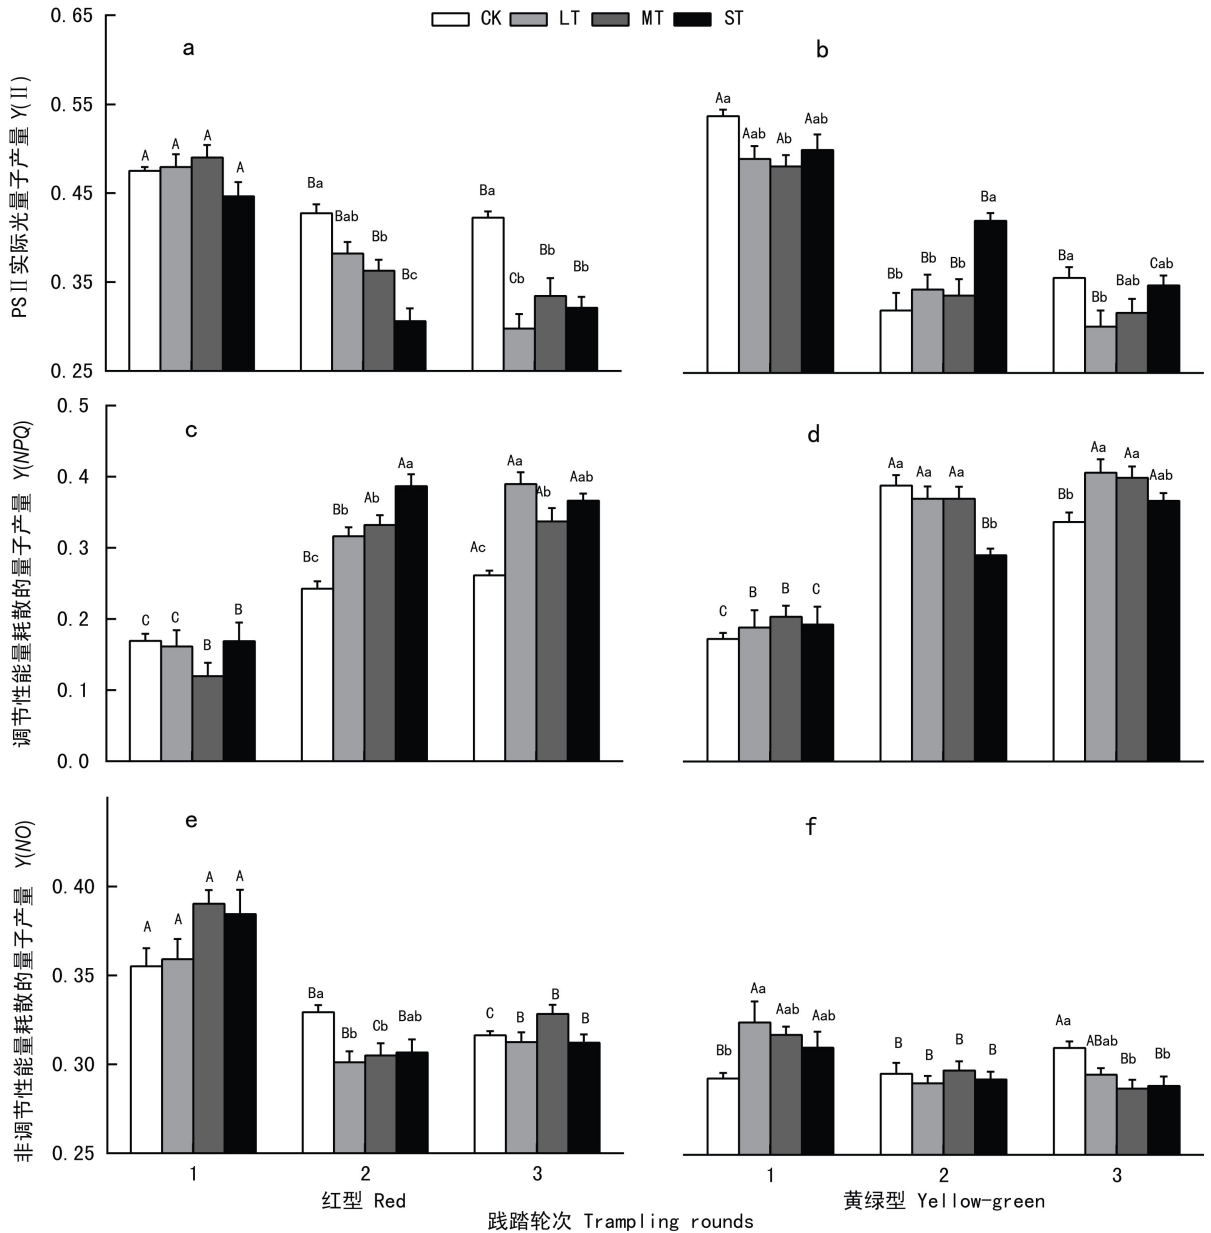 CK LT MT ST
PSⅡ实际光量子产量 Y(Ⅱ)
0.65
0.55
0.45
0.35
0.25
a
A A A A
Ba Bab Bb Bc
Ba Cb Bb Bb
b
Aa Aab Ab Aab
Bb Bb Bb Ba
Ba Bb Bab Cab
调节性能量耗散的量子产量 Y(NPQ)
0.5
0.4
0.3
0.2
0.1
0.0
c
C C B B
Bc Bb Ab Aa
Ac Aa Ab Aab
d
C B B C
Aa Aa Aa Bb
Bb Aa Aa Aab
非调节性能量耗散的量子产量 Y(NO)
0.40
0.35
0.30
0.25
e
A A A A
Ba Bb Cb Bab
C B B B
f
Bb Aa Aab Aab
B B B B
Aa ABab Bb Bb
1 2 3
1 2 3
红型 Red
黄绿型 Yellow-green
践踏轮次 Trampling rounds